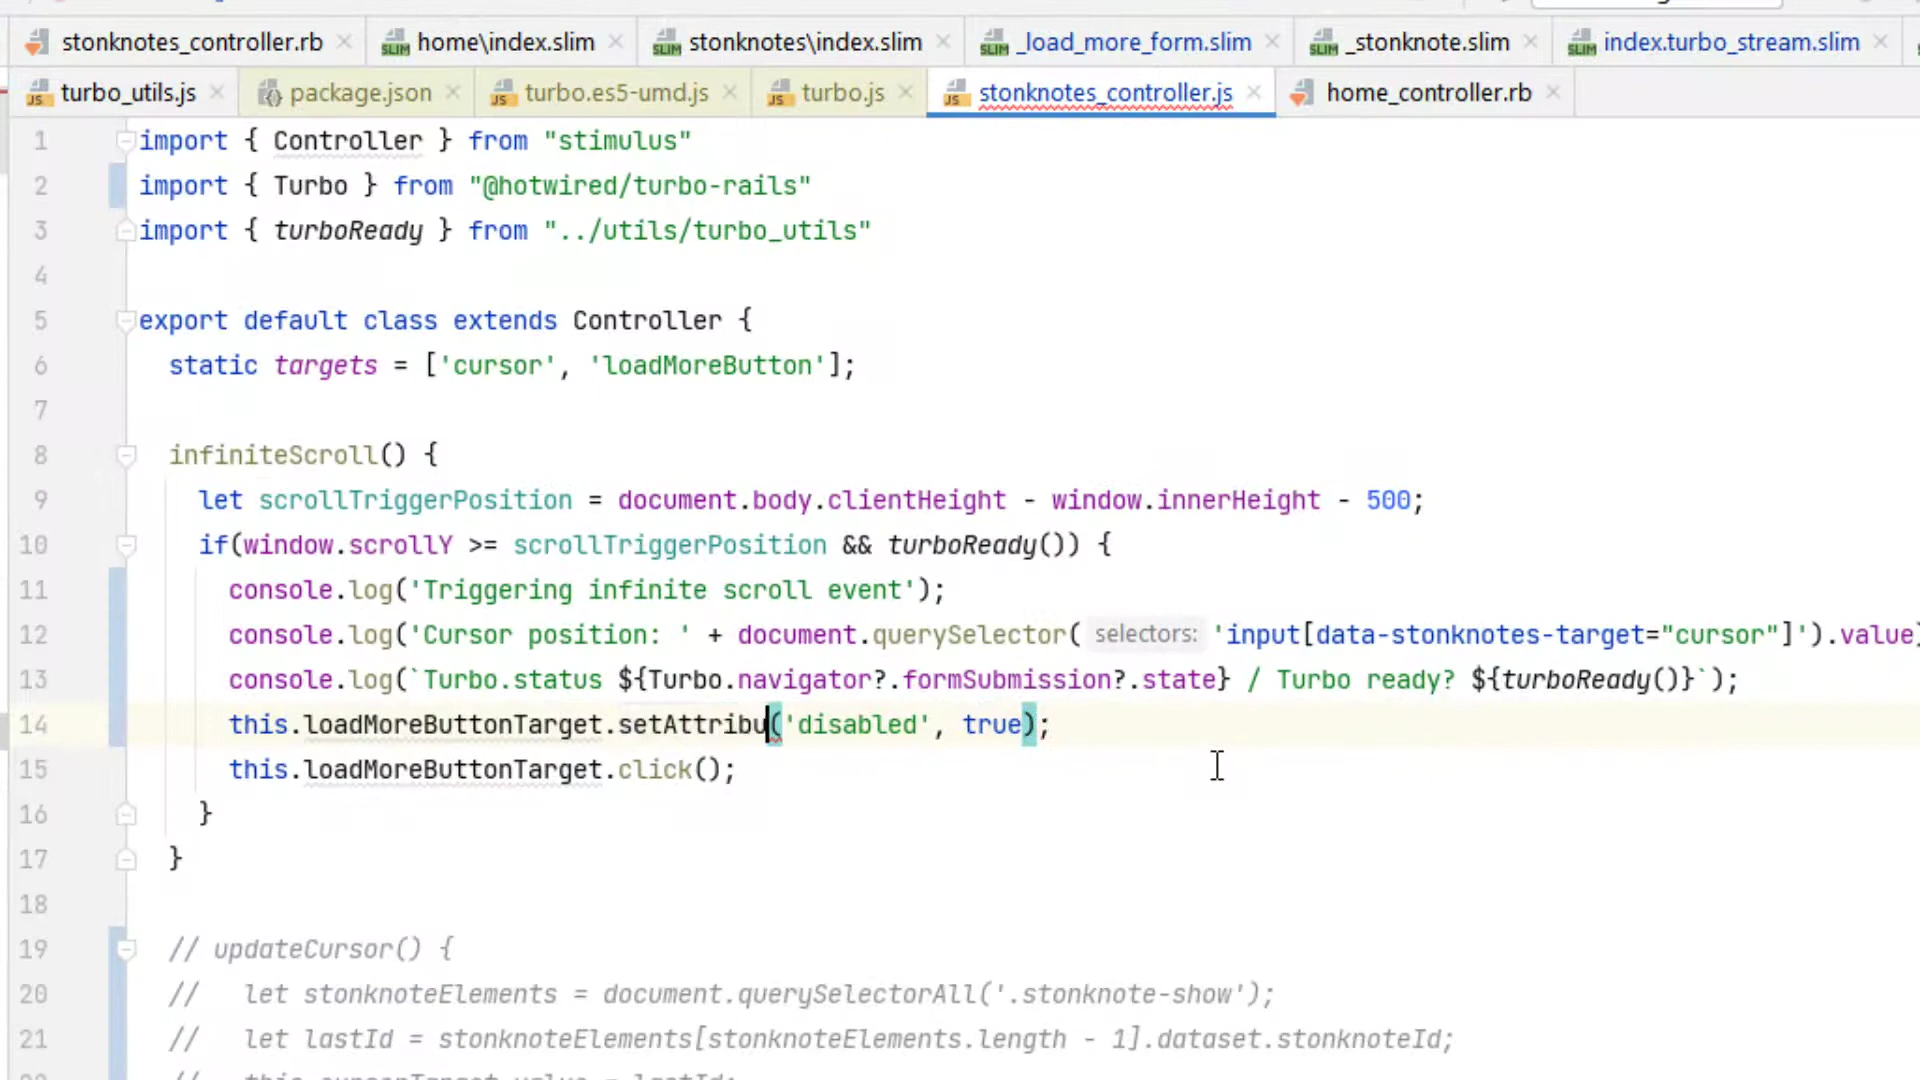 stonknotes_controller.rb home\index.slim stonknotes\index.slim _load_more_form.slim _stonknote.slim index.turbo_stream.slim
turbo_utils.js package.json turbo.es5-umd.js turbo.js stonknotes_controller.js home_controller.rb
1 import { Controller } from "stimulus"
2 import { Turbo } from "@hotwired/turbo-rails"
3 import { turboReady } from "../utils/turbo_utils"
4
5 export default class extends Controller {
6 static targets = ['cursor', 'loadMoreButton'];
7
8 infiniteScroll() {
9 let scrollTriggerPosition = document.body.clientHeight - window.innerHeight - 500;
10 if(window.scrollY >= scrollTriggerPosition && turboReady()) {
11 console.log('Triggering infinite scroll event');
12 console.log('Cursor position: ' + document.querySelector( selectors: 'input[data-stonknotes-target="cursor"]').value)
13 console.log(`Turbo.status ${Turbo.navigator?.formSubmission?.state} / Turbo ready? ${turboReady()}`);
14 this.loadMoreButtonTarget.setAttribu('disabled', true);
15 this.loadMoreButtonTarget.click();
16 }
17 }
18
19 // updateCursor() {
20 // let stonknoteElements = document.querySelectorAll('.stonknote-show');
21 // let lastId = stonknoteElements[stonknoteElements.length - 1].dataset.stonknoteId;
// this.cursorTarget.value = lastId;